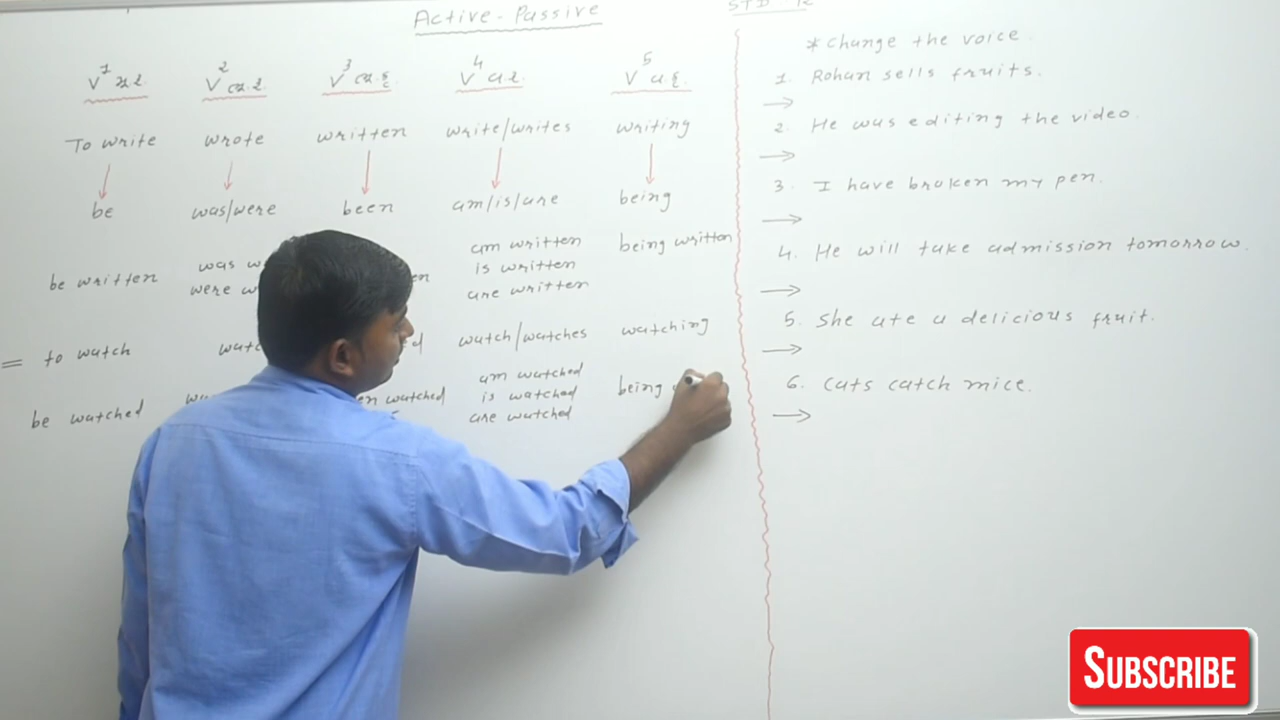 Active - Passive
STD
V1
V2
V3
V4
V5
To write wrote written write/writes writing
be was/were been am/is/are being
be written was were am written is written are written being written
= to watch watch/watches watching
be watched watched am watched is watched are watched being
* Change the voice
1. Rohan sells fruits.
2. He was editing the video.
3. I have broken my pen.
4. He will take admission tomorrow.
5. She ate a delicious fruit.
6. Cats catch mice.
SUBSCRIBE